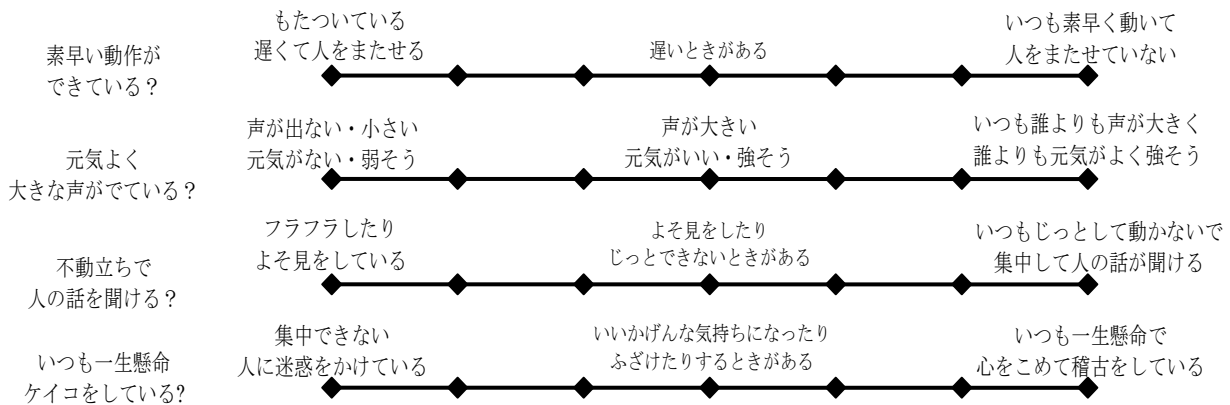 素早い動作が
できている？
もたついている
遅くて人をまたせる
遅いときがある
いつも素早く動いて
人をまたせていない
元気よく
大きな声がでている？
声が出ない・小さい
元気がない・弱そう
声が大きい
元気がいい・強そう
いつも誰よりも声が大きく
誰よりも元気がよく強そう
不動立ちで
人の話を聞ける？
フラフラしたり
よそ見をしている
よそ見をしたり
じっとできないときがある
いつもじっとして動かないで
集中して人の話が聞ける
いつも一生懸命
ケイコをしている?
集中できない
人に迷惑をかけている
いいかげんな気持ちになったり
ふざけたりするときがある
いつも一生懸命で
心をこめて稽古をしている